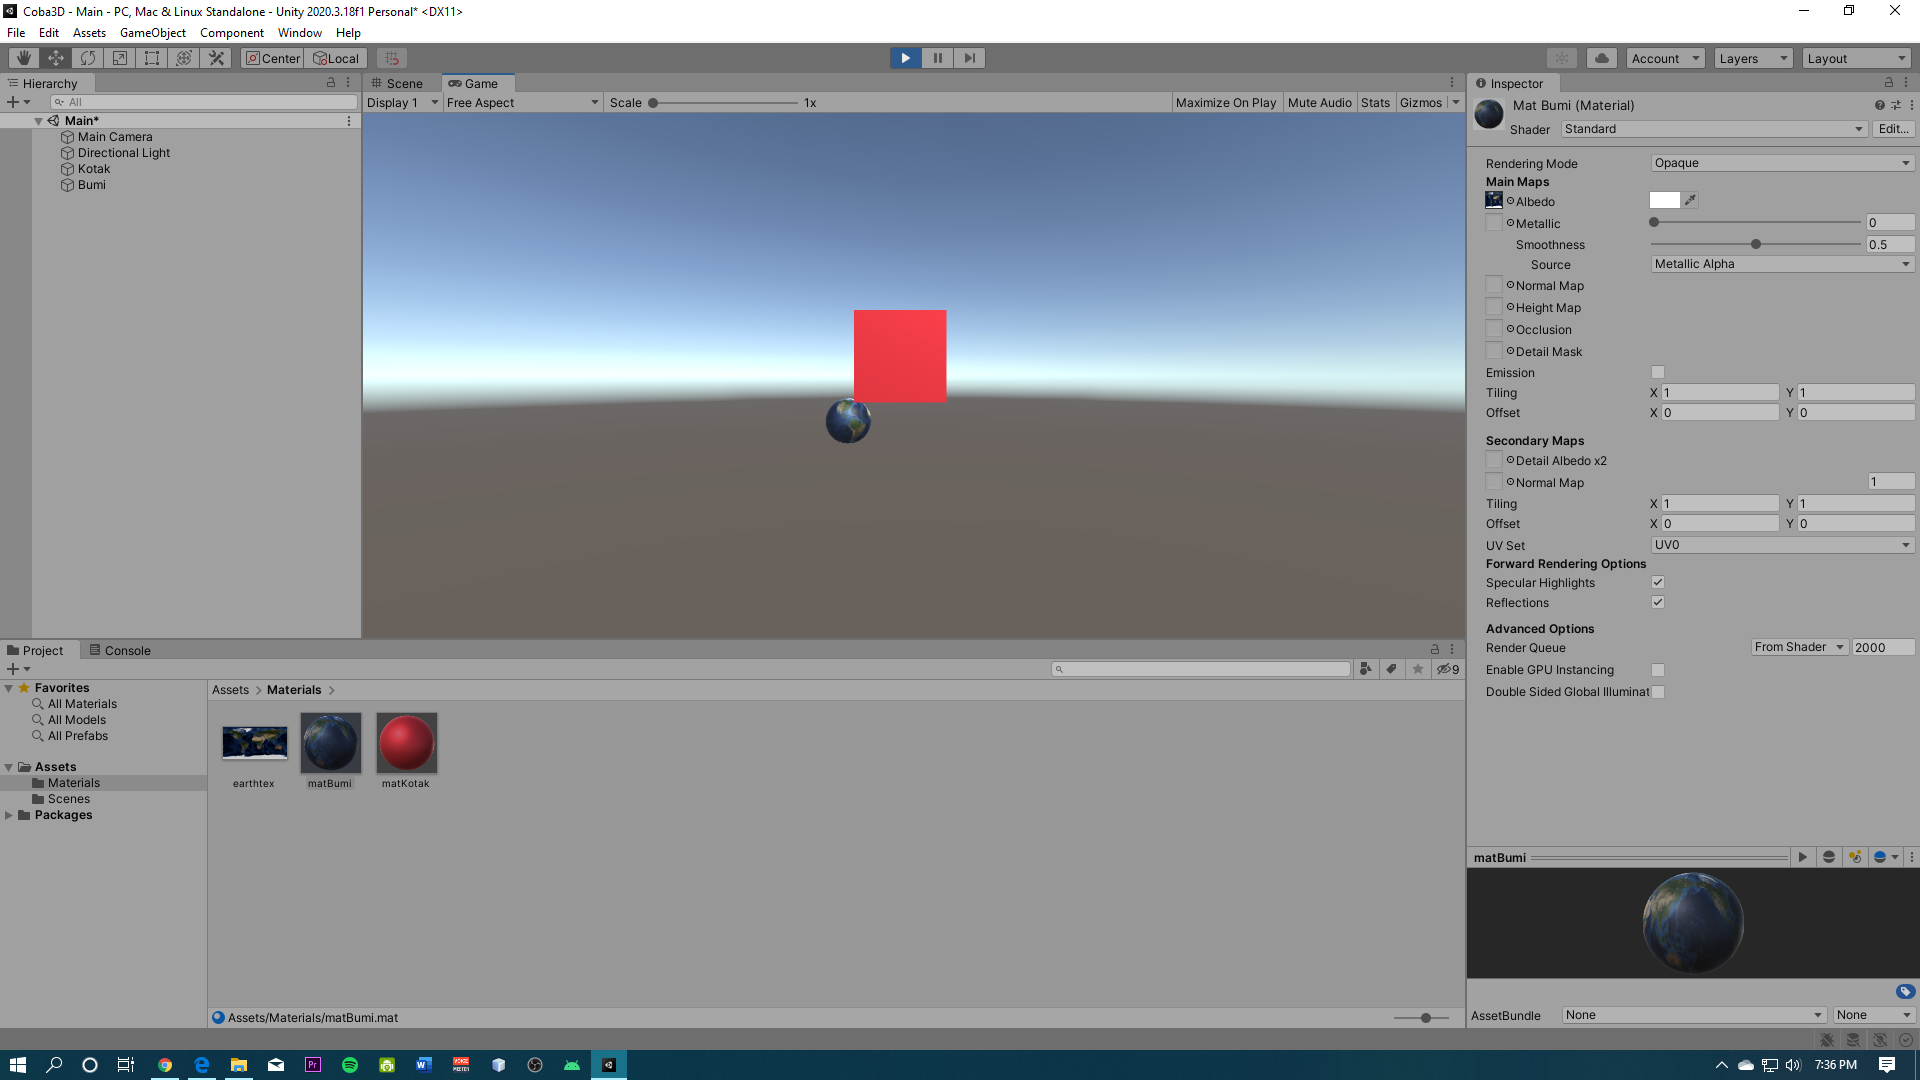 Coba3D - Main - PC, Mac & Linux Standalone - Unity 2020.3.18f1 Personal* <DX11>
File Edit Assets GameObject Component Window Help
Center Local Account Layers Layout
Hierarchy
All
Main*
Main Camera
Directional Light
Kotak
Bumi
Scene Game
Display 1 Free Aspect Scale 1x Maximize On Play Mute Audio Stats Gizmos
Inspector
Mat Bumi (Material)
Shader Standard Edit...
Rendering Mode Opaque
Main Maps
Albedo
Metallic 0
Smoothness 0.5
Source Metallic Alpha
Normal Map
Height Map
Occlusion
Detail Mask
Emission
Tiling X 1 Y 1
Offset X 0 Y 0
Secondary Maps
Detail Albedo x2
Normal Map 1
Tiling X 1 Y 1
Offset X 0 Y 0
UV Set UV0
Forward Rendering Options
Specular Highlights
Reflections
Advanced Options
Render Queue From Shader 2000
Enable GPU Instancing
Double Sided Global Illuminat
matBumi
AssetBundle None None
Project Console
9
Favorites
All Materials
All Models
All Prefabs
Assets
Materials
Scenes
Packages
Assets > Materials >
earthtex matBumi matKotak
Assets/Materials/matBumi.mat
Pr
7:36 PM